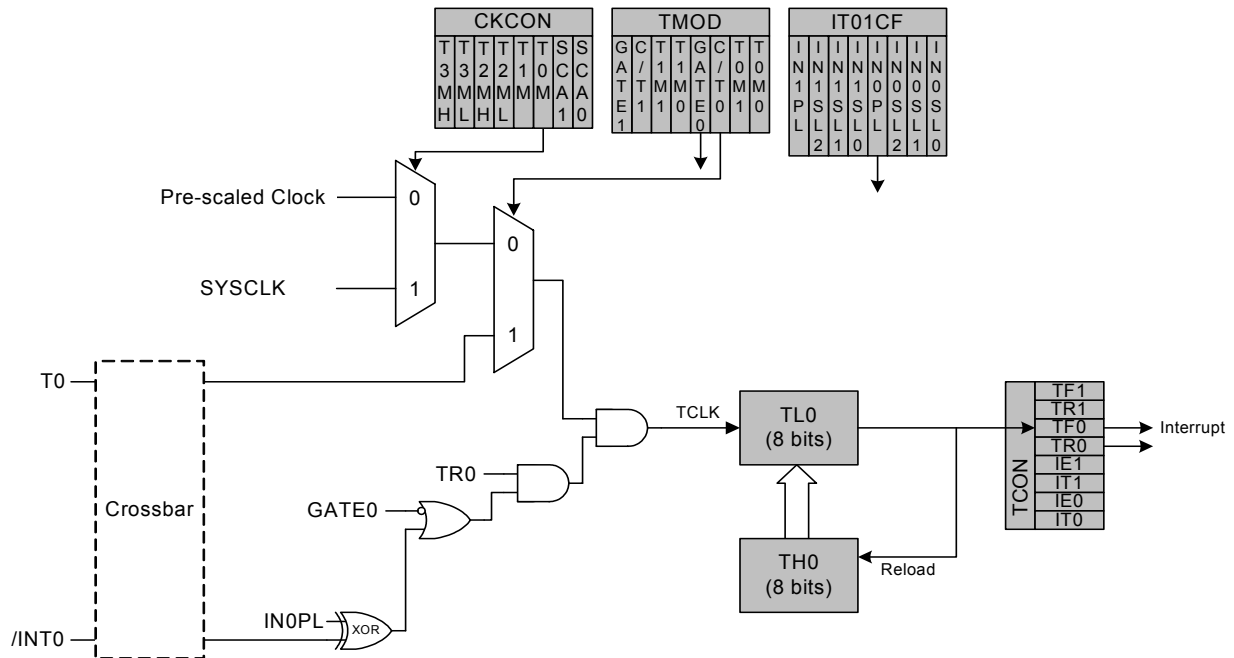 CKCON
T3MH T3ML T2MH T2ML T1M T0M SCA1 SCA0
TMOD
GATE1 C/T1 T1M1 T1M0 GATE0 C/T0 T0M1 T0M0
IT01CF
IN1PL IN1SL2 IN1SL1 IN1SL0 IN0PL IN0SL2 IN0SL1 IN0SL0
Pre-scaled Clock
0
SYSCLK
1
0
1
T0
Crossbar
/INT0
TR0
GATE0
IN0PL
XOR
TCLK
TL0
(8 bits)
TH0
(8 bits)
Reload
TCON
TF1
TR1
TF0
TR0
IE1
IT1
IE0
IT0
Interrupt